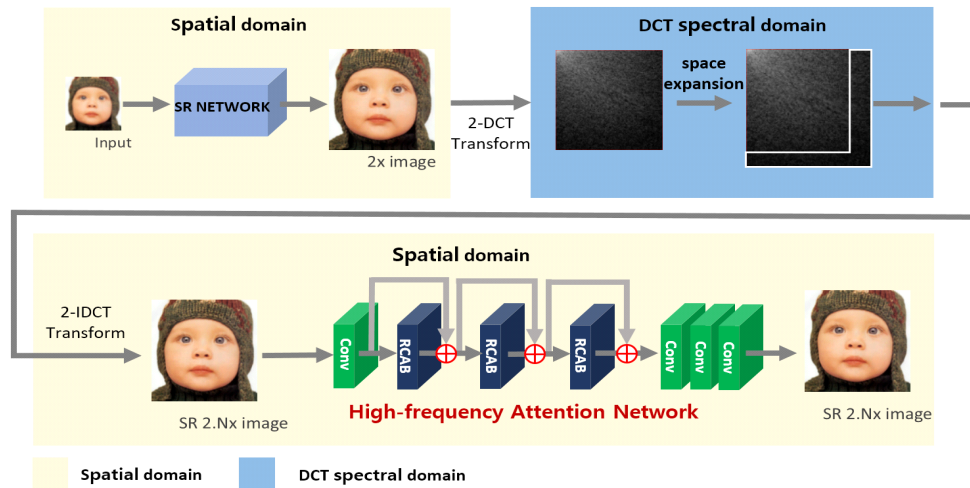 Spatial domain
DCT spectral domain
SR NETWORK
space
expansion
Input
2x image
2-DCT
Transform
Spatial domain
2-IDCT
Transform
Conv
RCAB
RCAB
RCAB
Conv
Conv
Conv
High-frequency Attention Network
SR 2.Nx image
SR 2.Nx image
Spatial domain
DCT spectral domain